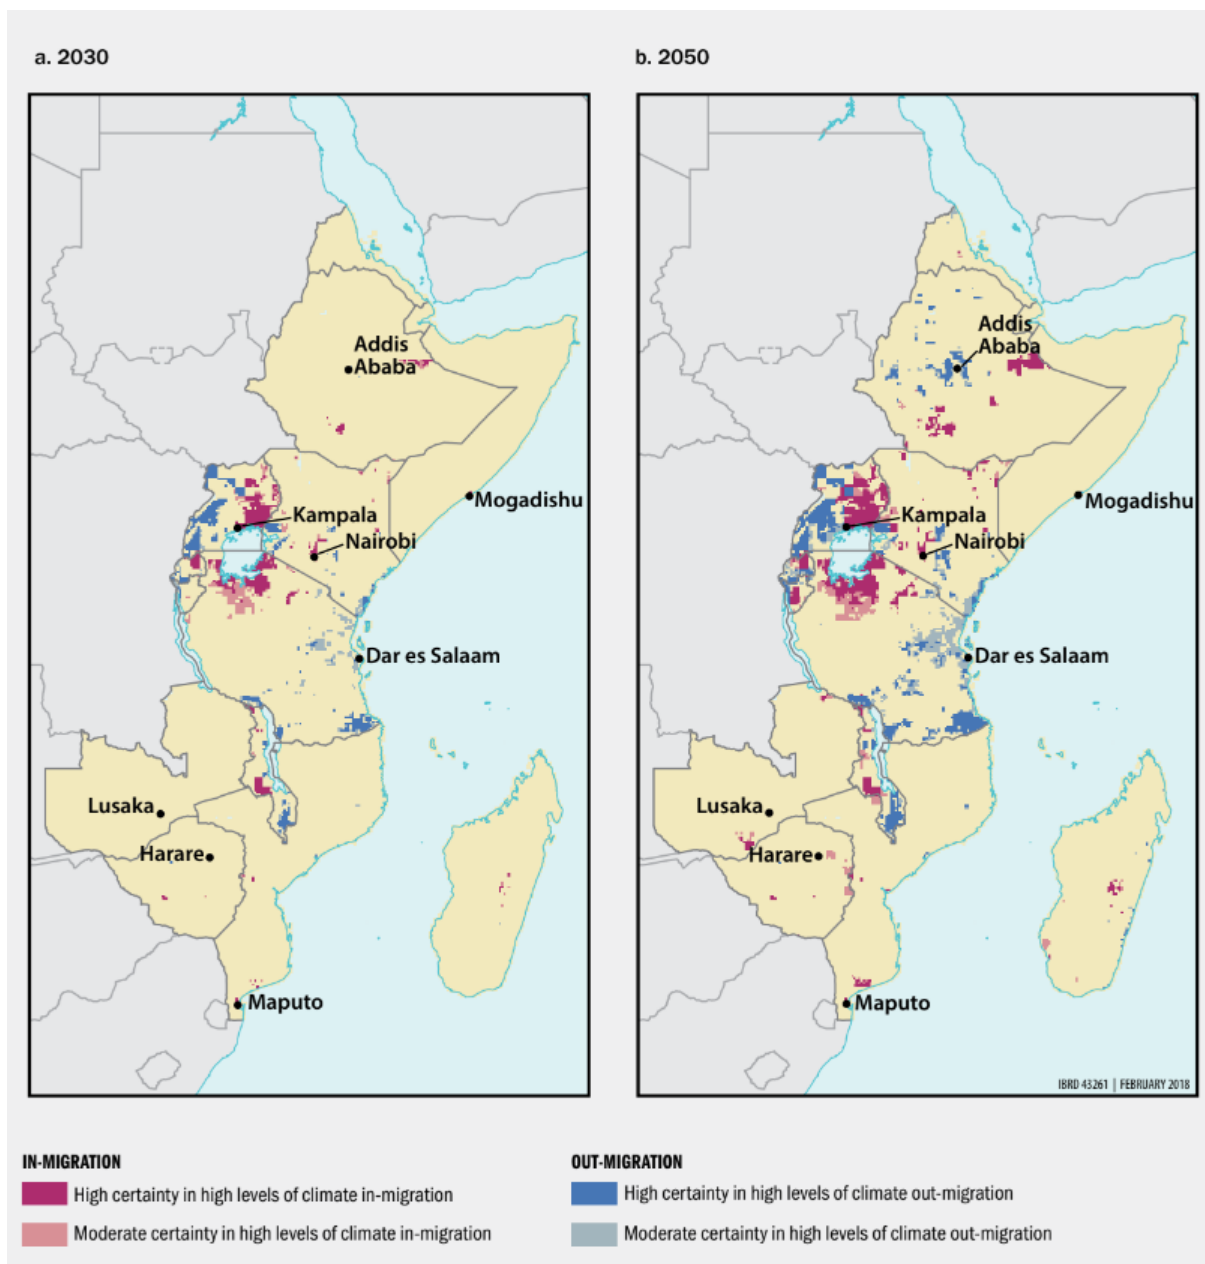 a. 2030
b. 2050
Addis
Ababa
Mogadishu
Kampala
Nairobi
Dar es Salaam
Lusaka
Harare
Maputo
Addis
Ababa
Mogadishu
Kampala
Nairobi
Dar es Salaam
Lusaka
Harare
Maputo
IBRD 43261 | FEBRUARY 2018
IN-MIGRATION
High certainty in high levels of climate in-migration
Moderate certainty in high levels of climate in-migration
OUT-MIGRATION
High certainty in high levels of climate out-migration
Moderate certainty in high levels of climate out-migration